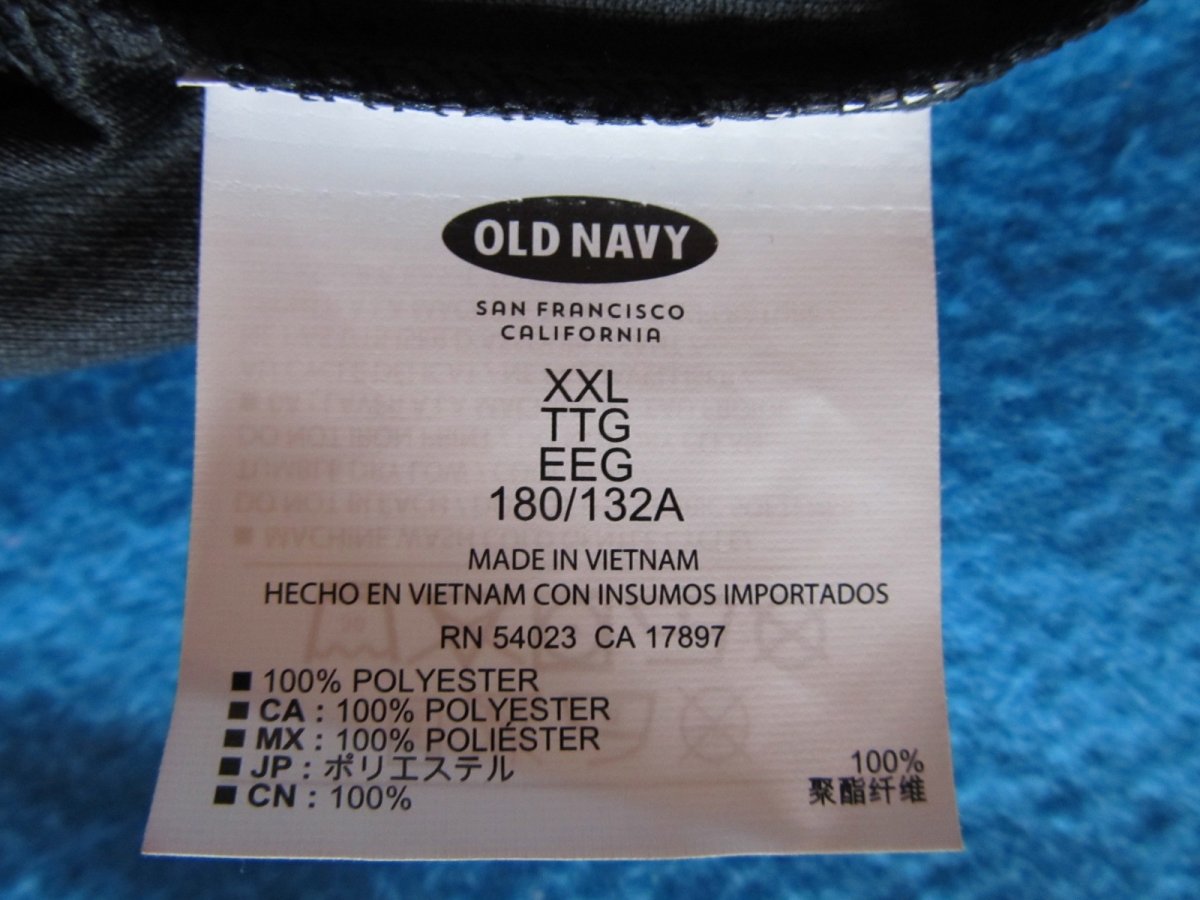 OLD NAVY
SAN FRANCISCO
CALIFORNIA
XXL
TTG
EEG
180/132A
MADE IN VIETNAM
HECHO EN VIETNAM CON INSUMOS IMPORTADOS
RN 54023 CA 17897
■ 100% POLYESTER
■ CA : 100% POLYESTER
■ MX : 100% POLIÉSTER
■ JP : ポリエステル 100%
■ CN : 100% 聚酯纤维